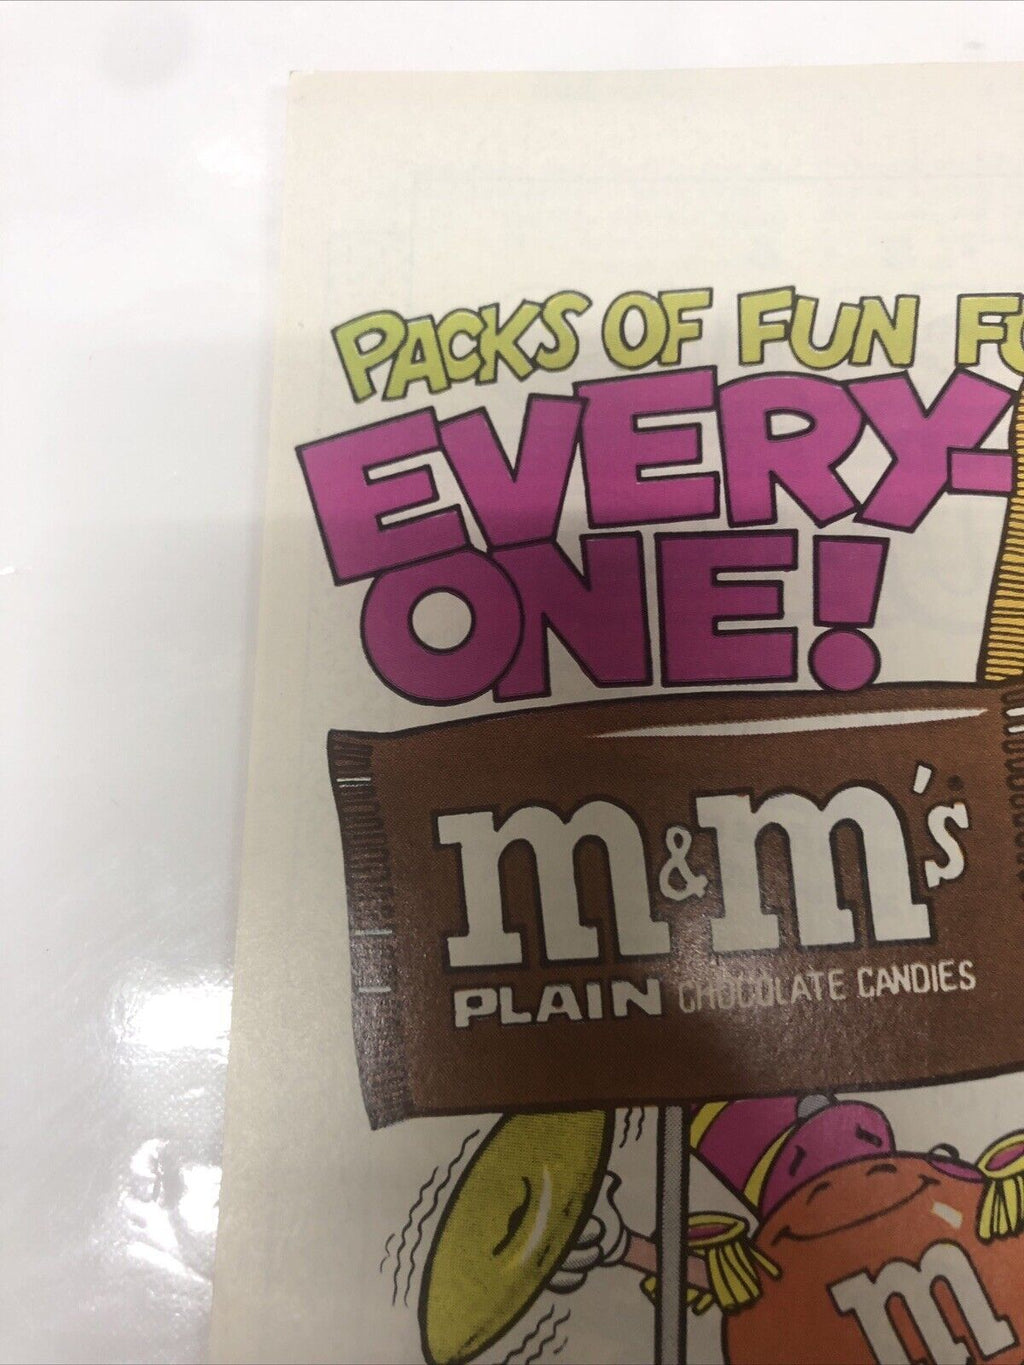 PACKS OF FUN
EVERY-
ONE!
m&m's
PLAIN CHOCOLATE CANDIES
m